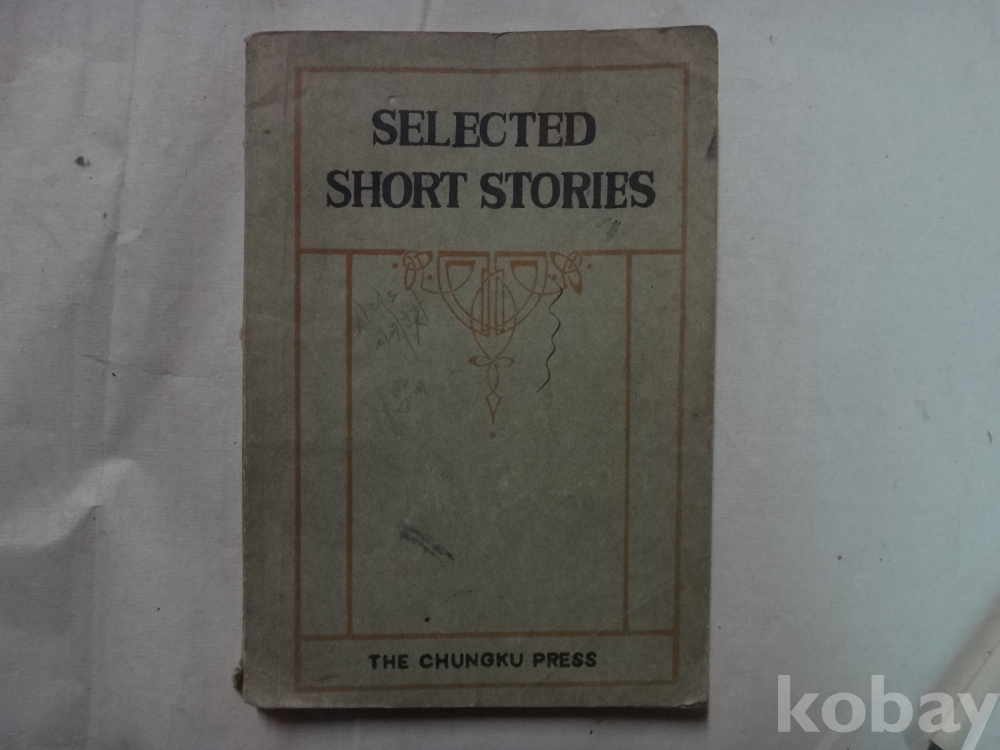 SELECTED
SHORT STORIES
THE CHUNGKU PRESS
kobay